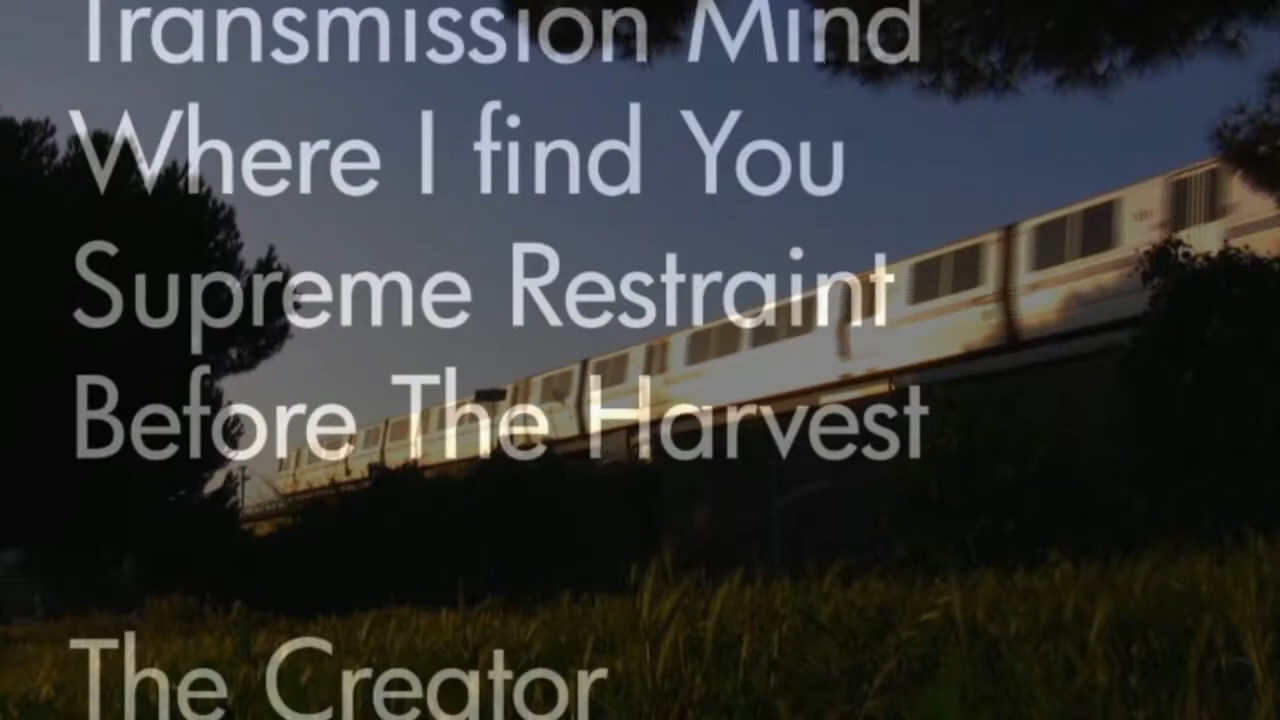 Transmission Mind
Where I find You
Supreme Restraint
Before The Harvest
The Creator